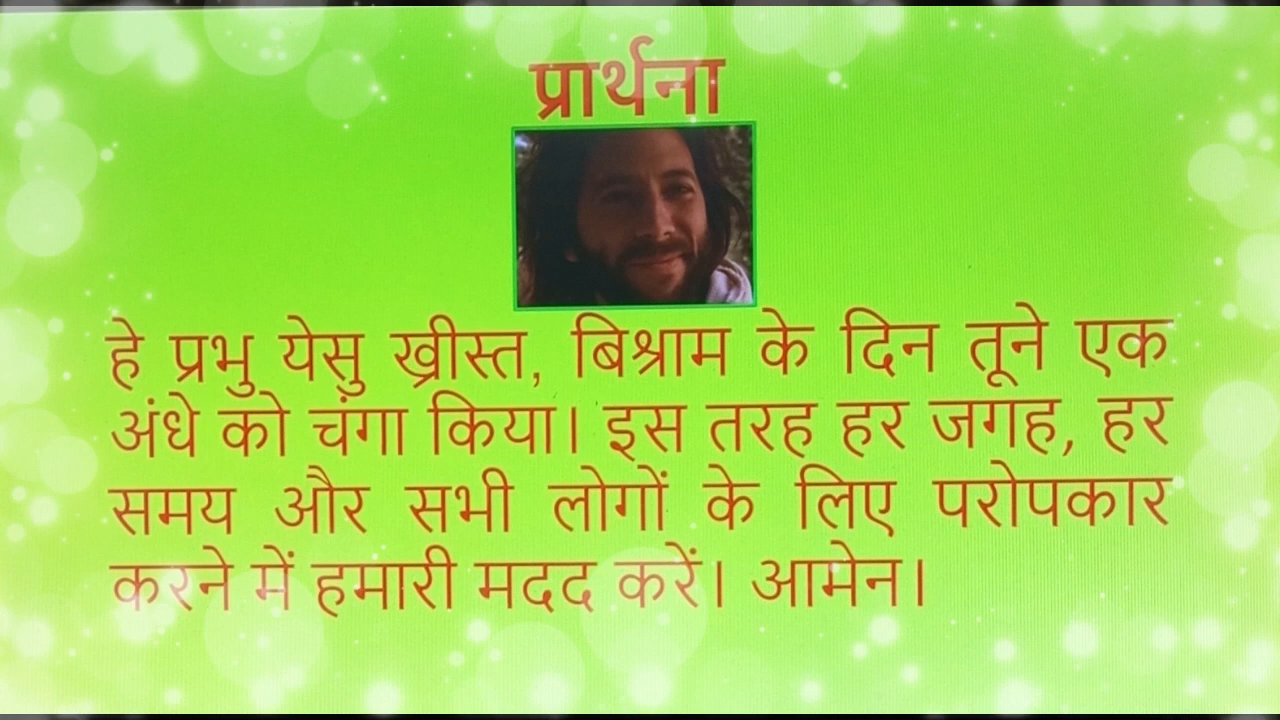 प्रार्थना
हे प्रभु येसु ख्रीस्त, बिश्राम के दिन तूने एक
अंधे को चंगा किया। इस तरह हर जगह, हर
समय और सभी लोगों के लिए परोपकार
करने में हमारी मदद करें। आमेन।